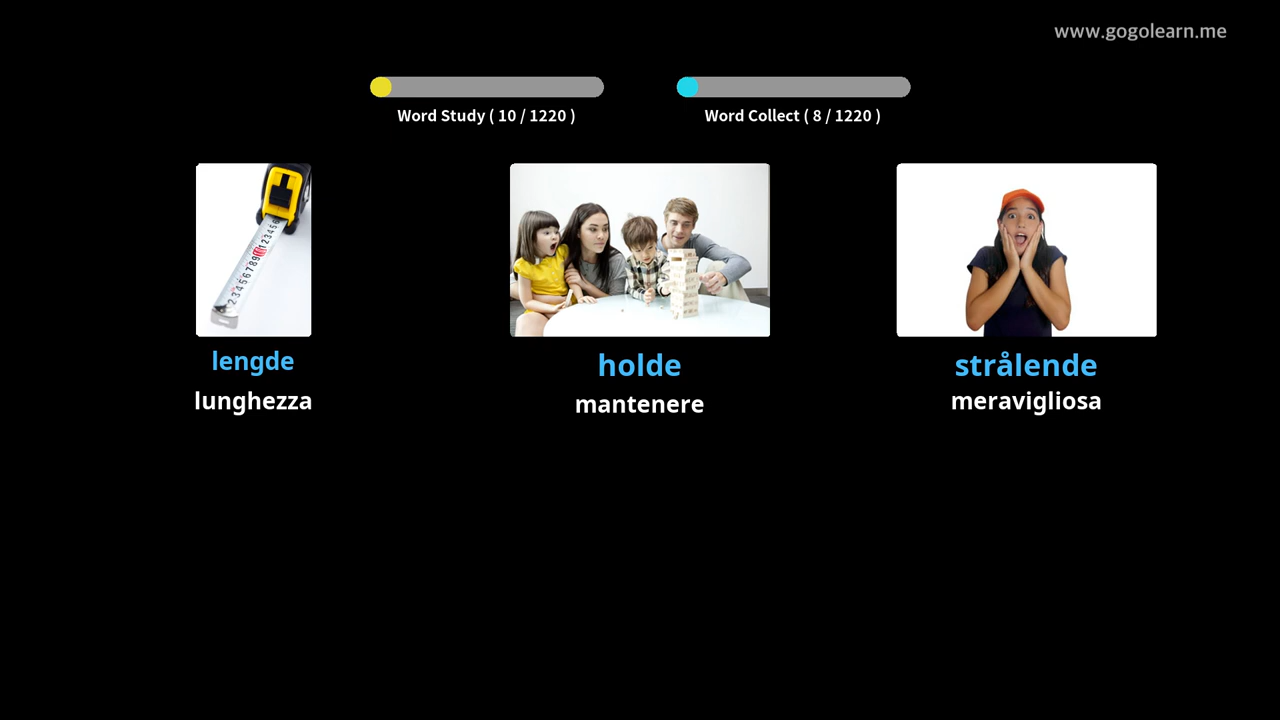 www.gogolearn.me
Word Study ( 10 / 1220 )
Word Collect ( 8 / 1220 )
lengde
lunghezza
holde
mantenere
strålende
meravigliosa